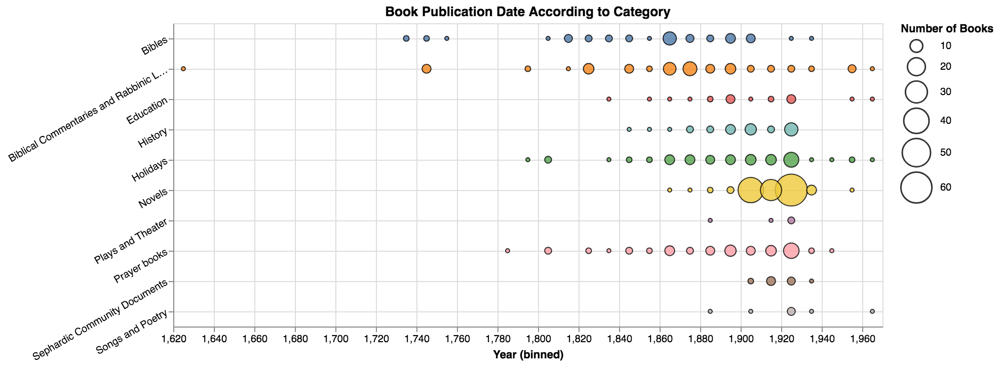 Book Publication Date According to Category
Number of Books
10
20
30
40
50
60
Bibles
Biblical Commentaries and Rabbinic L…
Education
History
Holidays
Novels
Plays and Theater
Prayer books
Sephardic Community Documents
Songs and Poetry
1,620 1,640 1,660 1,680 1,700 1,720 1,740 1,760 1,780 1,800 1,820 1,840 1,860 1,880 1,900 1,920 1,940 1,960
Year (binned)